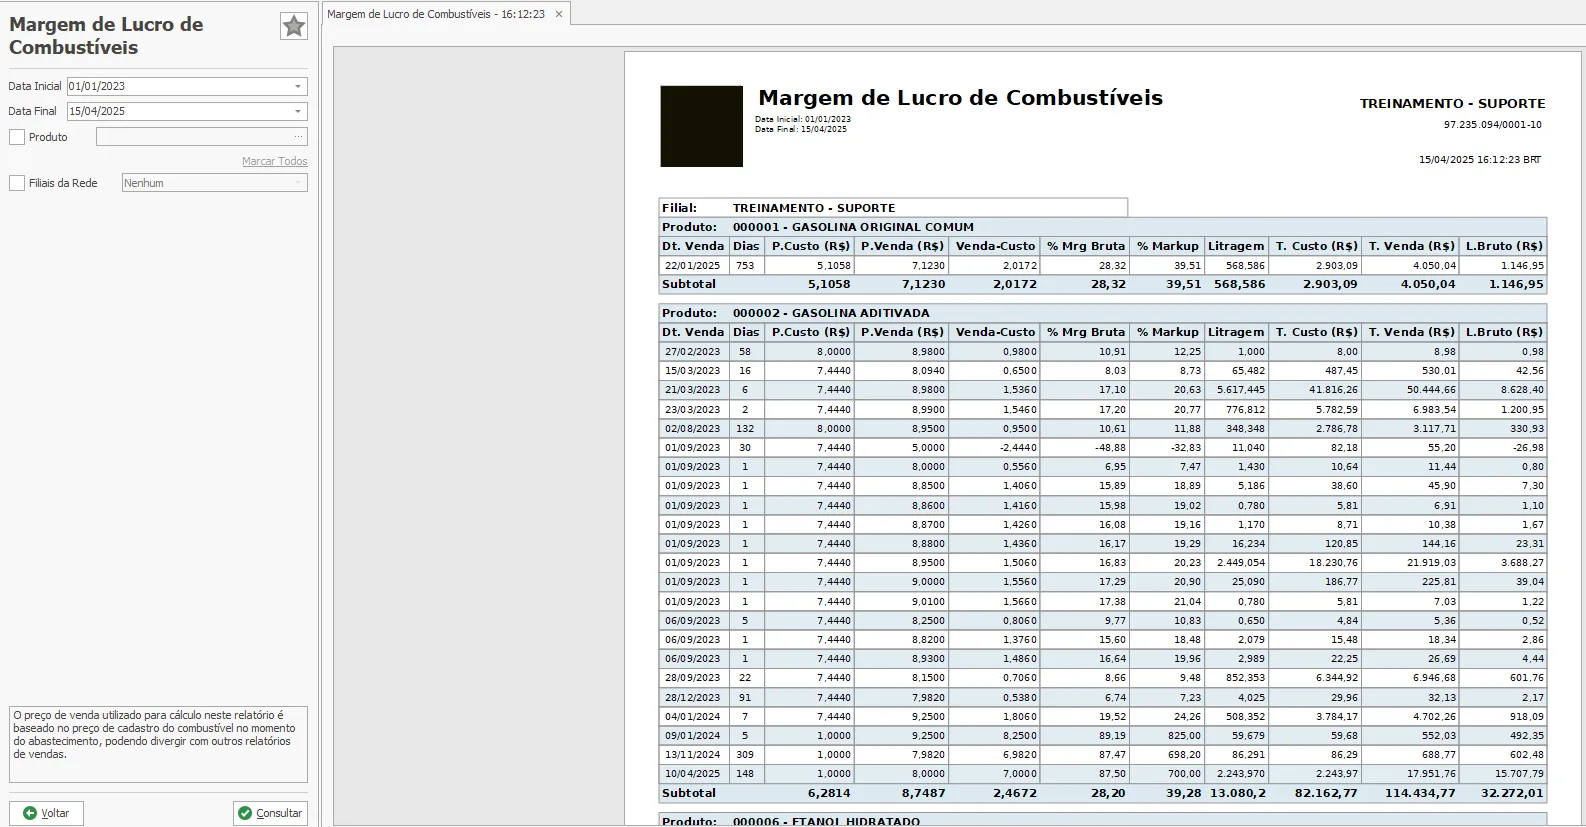 Margem de Lucro de Combustíveis
Data Inicial 01/01/2023
Data Final 15/04/2025
Produto ...
Marcar Todos
Filiais da Rede Nenhum
O preço de venda utilizado para cálculo neste relatório é
baseado no preço de cadastro do combustível no momento
do abastecimento, podendo divergir com outros relatórios
de vendas.
Voltar Consultar
Margem de Lucro de Combustíveis - 16:12:23 ×
Margem de Lucro de Combustíveis
Data Inicial: 01/01/2023
Data Final: 15/04/2025
TREINAMENTO - SUPORTE
97.235.094/0001-10
15/04/2025 16:12:23 BRT
Filial: TREINAMENTO - SUPORTE
Produto: 000001 - GASOLINA ORIGINAL COMUM
Dt. Venda Dias P.Custo (R$) P.Venda (R$) Venda-Custo % Mrg Bruta % Markup Litragem T. Custo (R$) T. Venda (R$) L.Bruto (R$)
22/01/2025 753 5,1058 7,1230 2,0172 28,32 39,51 568,586 2.903,09 4.050,04 1.146,95
Subtotal 5,1058 7,1230 2,0172 28,32 39,51 568,586 2.903,09 4.050,04 1.146,95
Produto: 000002 - GASOLINA ADITIVADA
Dt. Venda Dias P.Custo (R$) P.Venda (R$) Venda-Custo % Mrg Bruta % Markup Litragem T. Custo (R$) T. Venda (R$) L.Bruto (R$)
27/02/2023 58 8,0000 8,9800 0,9800 10,91 12,25 1,000 8,00 8,98 0,98
15/03/2023 16 7,4440 8,0940 0,6500 8,03 8,73 65,482 487,45 530,01 42,56
21/03/2023 6 7,4440 8,9800 1,5360 17,10 20,63 5.617,445 41.816,26 50.444,66 8.628,40
23/03/2023 2 7,4440 8,9900 1,5460 17,20 20,77 776,812 5.782,59 6.983,54 1.200,95
02/08/2023 132 8,0000 8,9500 0,9500 10,61 11,88 348,348 2.786,78 3.117,71 330,93
01/09/2023 30 7,4440 5,0000 -2,4440 -48,88 -32,83 11,040 82,18 55,20 -26,98
01/09/2023 1 7,4440 8,0000 0,5560 6,95 7,47 1,430 10,64 11,44 0,80
01/09/2023 1 7,4440 8,8500 1,4060 15,89 18,89 5,186 38,60 45,90 7,30
01/09/2023 1 7,4440 8,8600 1,4160 15,98 19,02 0,780 5,81 6,91 1,10
01/09/2023 1 7,4440 8,8700 1,4260 16,08 19,16 1,170 8,71 10,38 1,67
01/09/2023 1 7,4440 8,8800 1,4360 16,17 19,29 16,234 120,85 144,16 23,31
01/09/2023 1 7,4440 8,9500 1,5060 16,83 20,23 2.449,054 18.230,76 21.919,03 3.688,27
01/09/2023 1 7,4440 9,0000 1,5560 17,29 20,90 25,090 186,77 225,81 39,04
01/09/2023 1 7,4440 9,0100 1,5660 17,38 21,04 0,780 5,81 7,03 1,22
06/09/2023 5 7,4440 8,2500 0,8060 9,77 10,83 0,650 4,84 5,36 0,52
06/09/2023 1 7,4440 8,8200 1,3760 15,60 18,48 2,079 15,48 18,34 2,86
06/09/2023 1 7,4440 8,9300 1,4860 16,64 19,96 2,989 22,25 26,69 4,44
28/09/2023 22 7,4440 8,1500 0,7060 8,66 9,48 852,353 6.344,92 6.946,68 601,76
28/12/2023 91 7,4440 7,9820 0,5380 6,74 7,23 4,025 29,96 32,13 2,17
04/01/2024 7 7,4440 9,2500 1,8060 19,52 24,26 508,352 3.784,17 4.702,26 918,09
09/01/2024 5 1,0000 9,2500 8,2500 89,19 825,00 59,679 59,68 552,03 492,35
13/11/2024 309 1,0000 7,9820 6,9820 87,47 698,20 86,291 86,29 688,77 602,48
10/04/2025 148 1,0000 8,0000 7,0000 87,50 700,00 2.243,970 2.243,97 17.951,76 15.707,79
Subtotal 6,2814 8,7487 2,4672 28,20 39,28 13.080,2 82.162,77 114.434,77 32.272,01
Produto: 000006 - ETANOL HIDRATADO